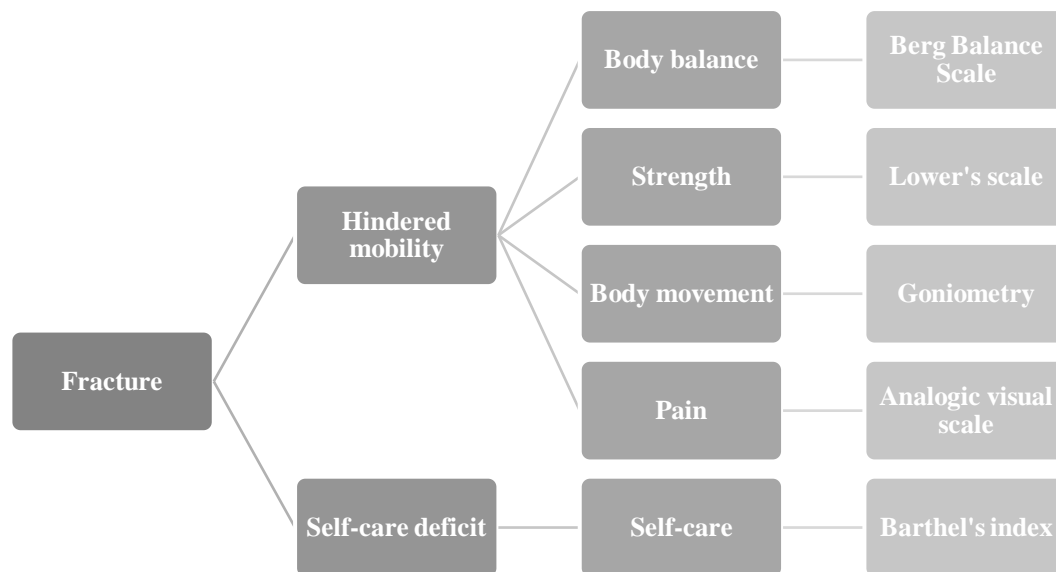 Body balance
Berg Balance
Scale
Strength
Lower's scale
Hindered
mobility
Body movement
Goniometry
Fracture
Pain
Analogic visual
scale
Self-care deficit
Self-care
Barthel's index